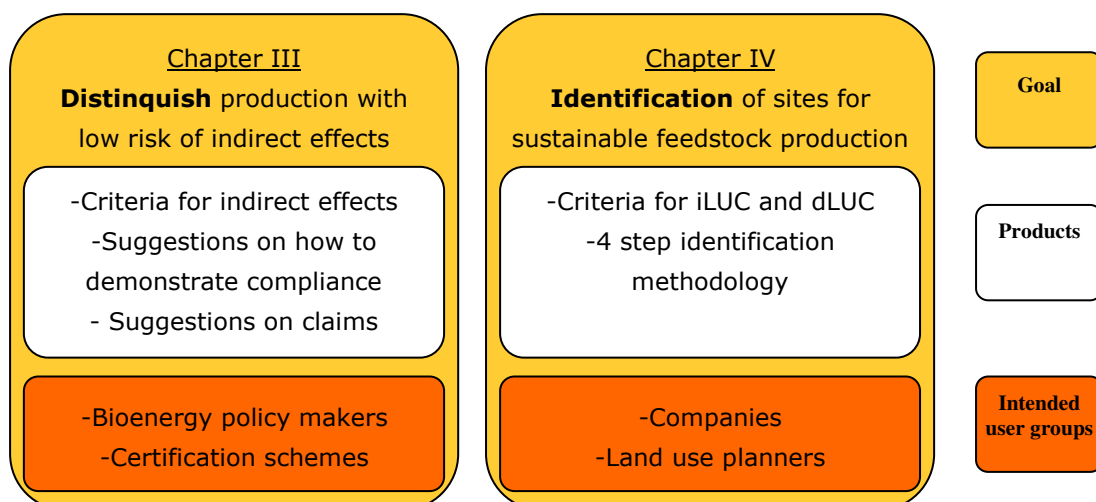 Chapter III
Distinquish production with
low risk of indirect effects
-Criteria for indirect effects
-Suggestions on how to
demonstrate compliance
- Suggestions on claims
-Bioenergy policy makers
-Certification schemes
Chapter IV
Identification of sites for
sustainable feedstock production
-Criteria for iLUC and dLUC
-4 step identification
methodology
-Companies
-Land use planners
Goal
Products
Intended
user groups